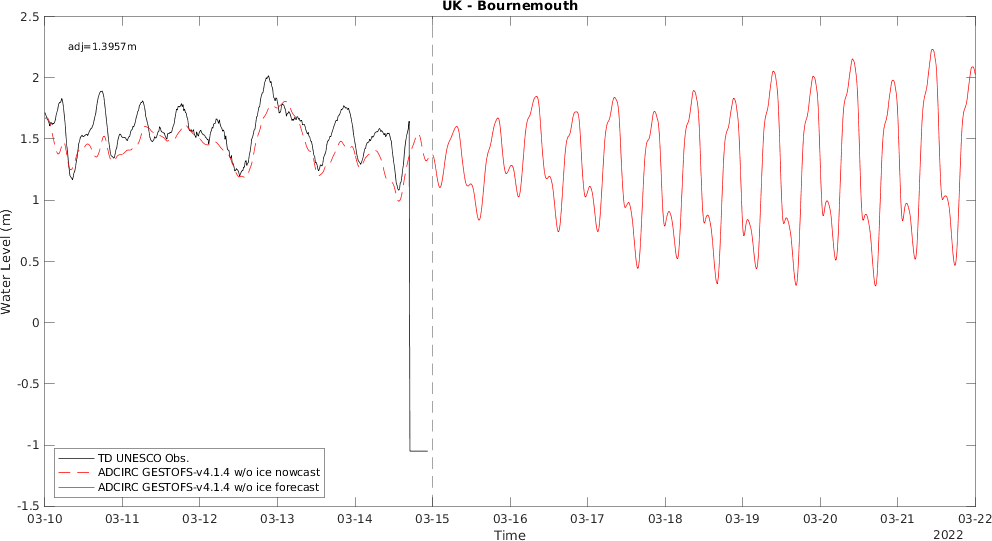 UK - Bournemouth
adj=1.3957m
2.5
2
1.5
1
0.5
0
-0.5
-1
-1.5
Water Level (m)
TD UNESCO Obs.
ADCIRC GESTOFS-v4.1.4 w/o ice nowcast
ADCIRC GESTOFS-v4.1.4 w/o ice forecast
03-10 03-11 03-12 03-13 03-14 03-15 03-16 03-17 03-18 03-19 03-20 03-21 03-22
Time
2022